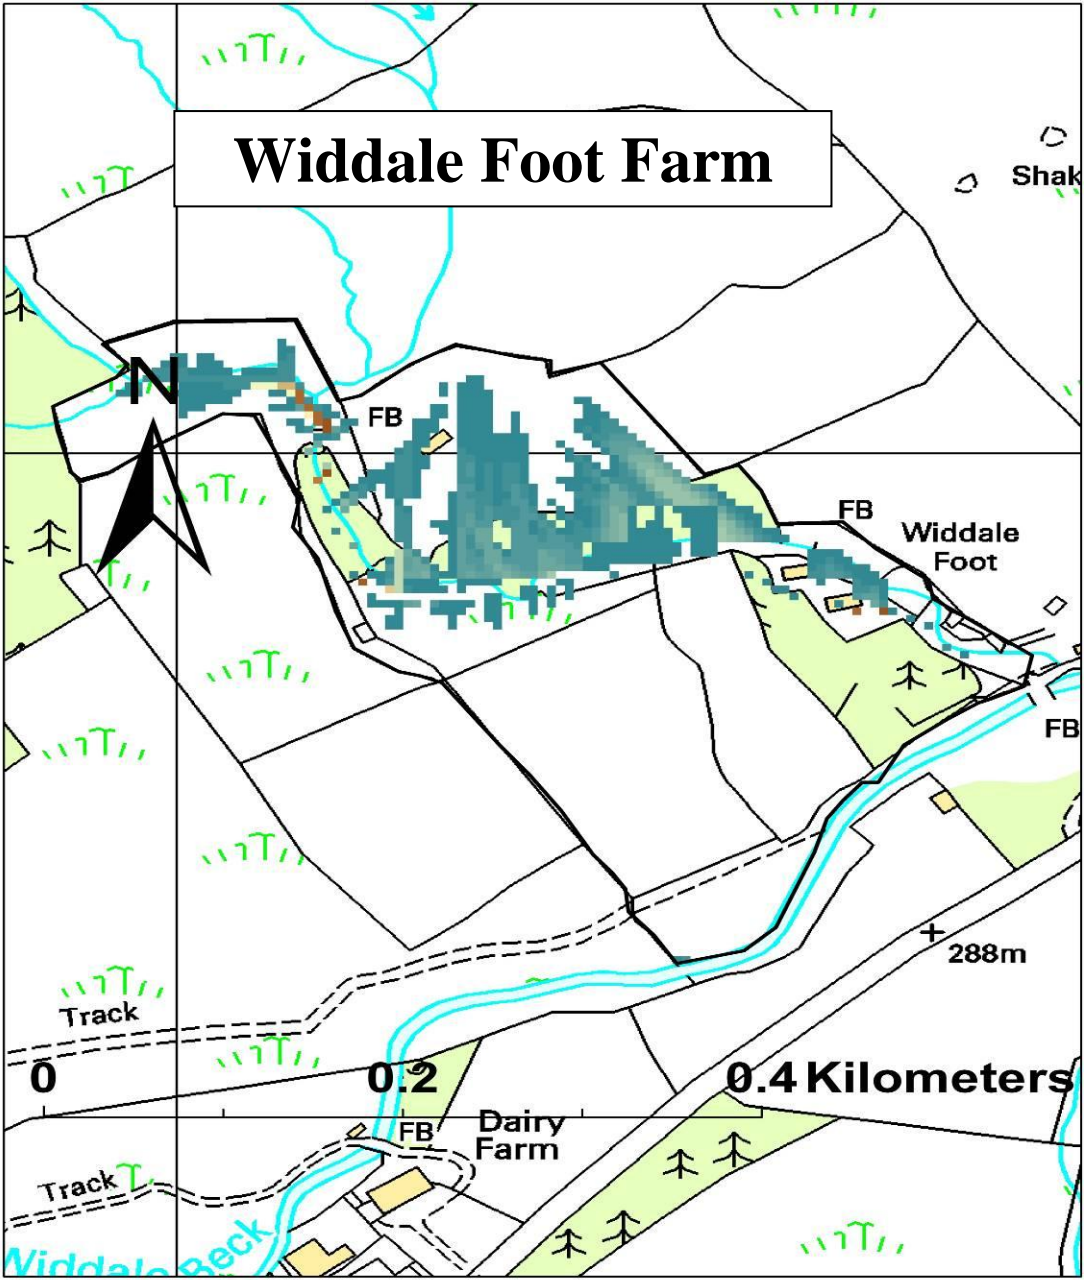 Widdale Foot Farm
Shak
N
FB
FB
Widdale
Foot
FB
288m
Track
0
0.2
0.4 Kilometers
Dairy
Farm
FB
Track
Widdale Beck